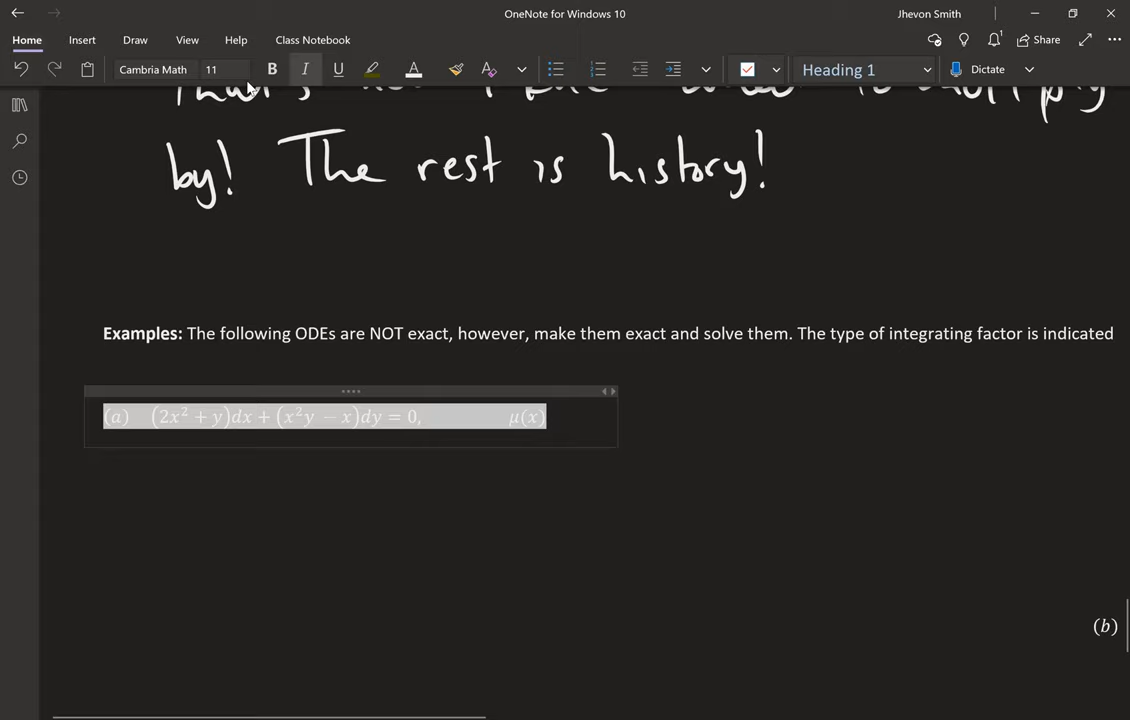 OneNote for Windows 10
Jhevon Smith
Home Insert Draw View Help Class Notebook
Share
Cambria Math 11 B I U A Heading 1 Dictate
to multiply
by! The rest is history!
Examples: The following ODEs are NOT exact, however, make them exact and solve them. The type of integrating factor is indicated
(a) (2x² + y)dx + (x²y − x)dy = 0, μ(x)
(b)